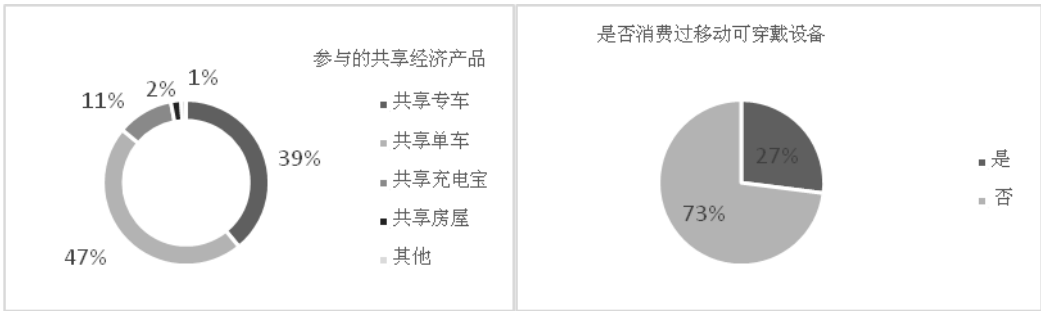 参与的共享经济产品
1%
2%
11%
39%
47%
共享专车
共享单车
共享充电宝
共享房屋
其他
是否消费过移动可穿戴设备
27%
73%
是
否